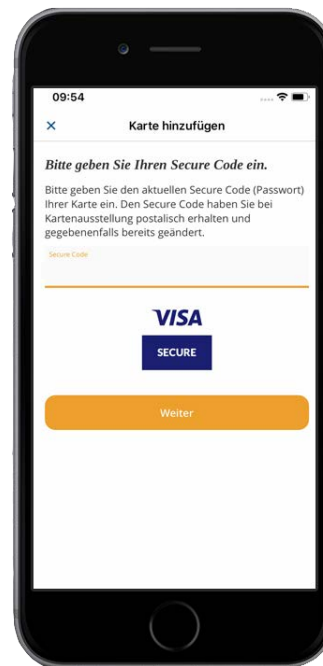 09:54
Karte hinzufügen
Bitte geben Sie Ihren Secure Code ein.
Bitte geben Sie den aktuellen Secure Code (Passwort)
Ihrer Karte ein. Den Secure Code haben Sie bei
Kartenausstellung postalisch erhalten und
gegebenenfalls bereits geändert.
Secure Code
VISA
SECURE
Weiter